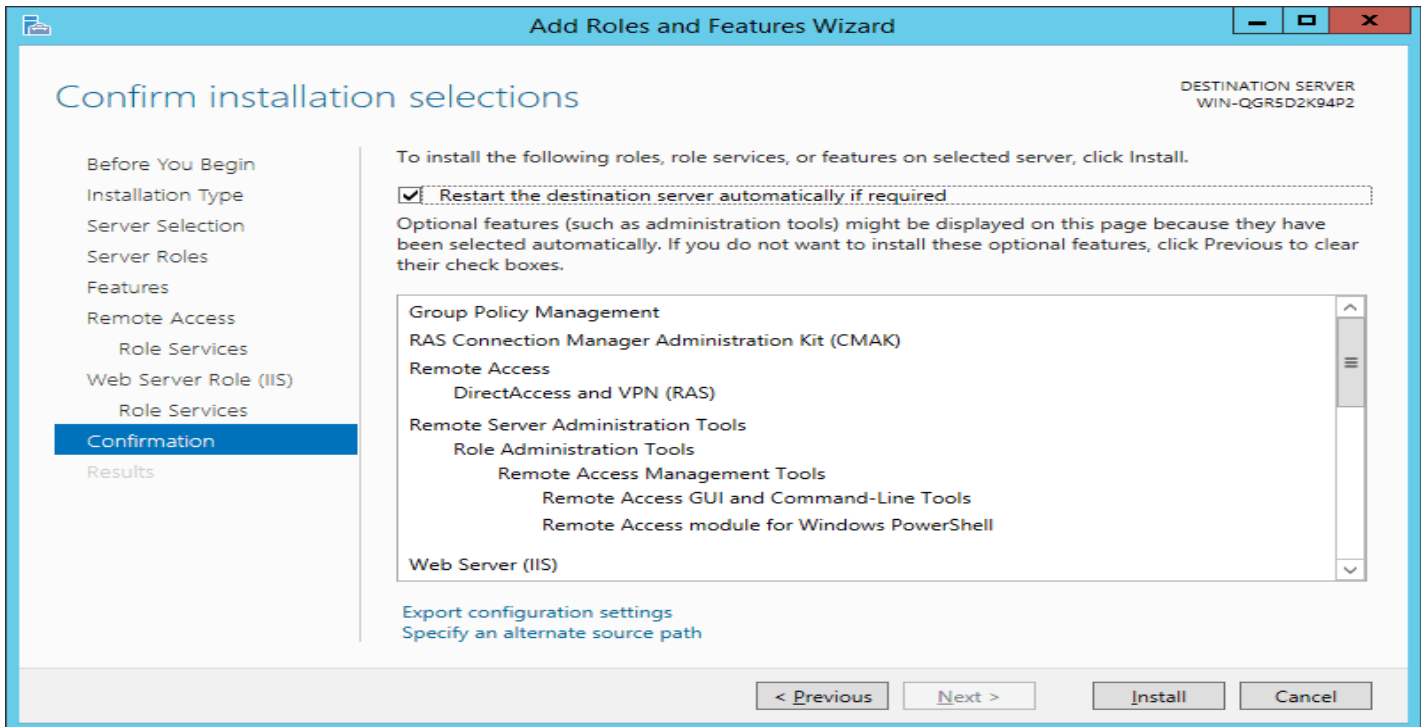 Add Roles and Features Wizard
Confirm installation selections
DESTINATION SERVER
WIN-QGR5D2K94P2
Before You Begin
Installation Type
Server Selection
Server Roles
Features
Remote Access
Role Services
Web Server Role (IIS)
Role Services
Confirmation
Results
To install the following roles, role services, or features on selected server, click Install.
Restart the destination server automatically if required
Optional features (such as administration tools) might be displayed on this page because they have
been selected automatically. If you do not want to install these optional features, click Previous to clear
their check boxes.
Group Policy Management
RAS Connection Manager Administration Kit (CMAK)
Remote Access
DirectAccess and VPN (RAS)
Remote Server Administration Tools
Role Administration Tools
Remote Access Management Tools
Remote Access GUI and Command-Line Tools
Remote Access module for Windows PowerShell
Web Server (IIS)
Export configuration settings
Specify an alternate source path
< Previous
Next >
Install
Cancel